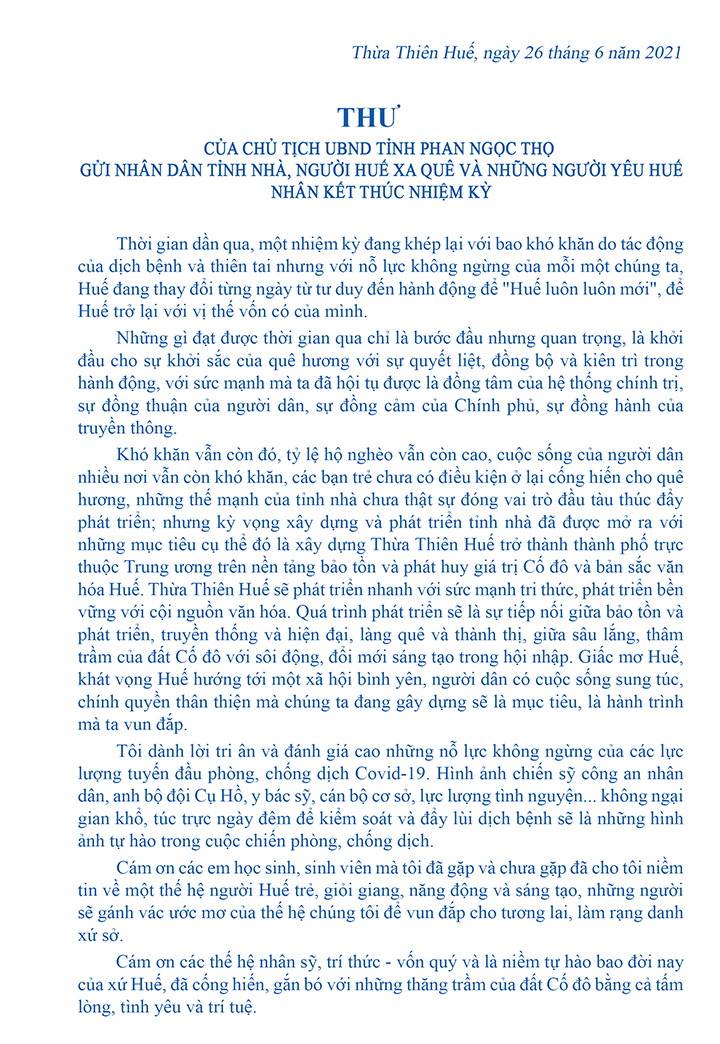 Thừa Thiên Huế, ngày 26 tháng 6 năm 2021
THƯ
CỦA CHỦ TỊCH UBND TỈNH PHAN NGỌC THỌ
GỬI NHÂN DÂN TỈNH NHÀ, NGƯỜI HUẾ XA QUÊ VÀ NHỮNG NGƯỜI YÊU HUẾ
NHÂN KẾT THÚC NHIỆM KỲ
Thời gian dần qua, một nhiệm kỳ đang khép lại với bao khó khăn do tác động
của dịch bệnh và thiên tai nhưng với nỗ lực không ngừng của mỗi một chúng ta,
Huế đang thay đổi từng ngày từ tư duy đến hành động để "Huế luôn luôn mới", để
Huế trở lại với vị thế vốn có của mình.
Những gì đạt được thời gian qua chỉ là bước đầu nhưng quan trọng, là khởi
đầu cho sự khởi sắc của quê hương với sự quyết liệt, đồng bộ và kiên trì trong
hành động, với sức mạnh mà ta đã hội tụ được là đồng tâm của hệ thống chính trị,
sự đồng thuận của người dân, sự đồng cảm của Chính phủ, sự đồng hành của
truyền thông.
Khó khăn vẫn còn đó, tỷ lệ hộ nghèo vẫn còn cao, cuộc sống của người dân
nhiều nơi vẫn còn khó khăn, các bạn trẻ chưa có điều kiện ở lại cống hiến cho quê
hương, những thế mạnh của tỉnh nhà chưa thật sự đóng vai trò đầu tàu thúc đẩy
phát triển; nhưng kỳ vọng xây dựng và phát triển tỉnh nhà đã được mở ra với
những mục tiêu cụ thể đó là xây dựng Thừa Thiên Huế trở thành thành phố trực
thuộc Trung ương trên nền tảng bảo tồn và phát huy giá trị Cố đô và bản sắc văn
hóa Huế. Thừa Thiên Huế sẽ phát triển nhanh với sức mạnh tri thức, phát triển bền
vững với cội nguồn văn hóa. Quá trình phát triển sẽ là sự tiếp nối giữa bảo tồn và
phát triển, truyền thống và hiện đại, làng quê và thành thị, giữa sâu lắng, thâm
trầm của đất Cố đô với sôi động, đổi mới sáng tạo trong hội nhập. Giấc mơ Huế,
khát vọng Huế hướng tới một xã hội bình yên, người dân có cuộc sống sung túc,
chính quyền thân thiện mà chúng ta đang gây dựng sẽ là mục tiêu, là hành trình
mà ta vun đắp.
Tôi dành lời tri ân và đánh giá cao những nỗ lực không ngừng của các lực
lượng tuyến đầu phòng, chống dịch Covid-19. Hình ảnh chiến sỹ công an nhân
dân, anh bộ đội Cụ Hồ, y bác sỹ, cán bộ cơ sở, lực lượng tình nguyện... không ngại
gian khổ, túc trực ngày đêm để kiểm soát và đẩy lùi dịch bệnh sẽ là những hình
ảnh tự hào trong cuộc chiến phòng, chống dịch.
Cám ơn các em học sinh, sinh viên mà tôi đã gặp và chưa gặp đã cho tôi niềm
tin về một thế hệ người Huế trẻ, giỏi giang, năng động và sáng tạo, những người
sẽ gánh vác ước mơ của thế hệ chúng tôi để vun đắp cho tương lai, làm rạng danh
xứ sở.
Cám ơn các thế hệ nhân sỹ, trí thức - vốn quý và là niềm tự hào bao đời nay
của xứ Huế, đã cống hiến, gắn bó với những thăng trầm của đất Cố đô bằng cả tấm
lòng, tình yêu và trí tuệ.